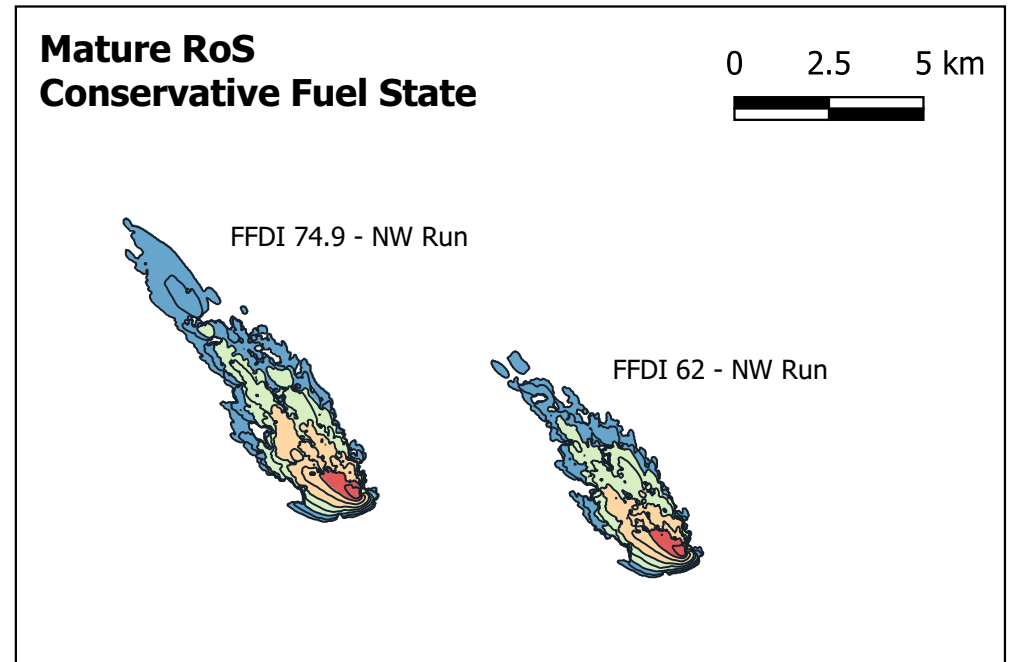 Mature RoS
Conservative Fuel State
0 2.5 5 km
FFDI 74.9 - NW Run
FFDI 62 - NW Run